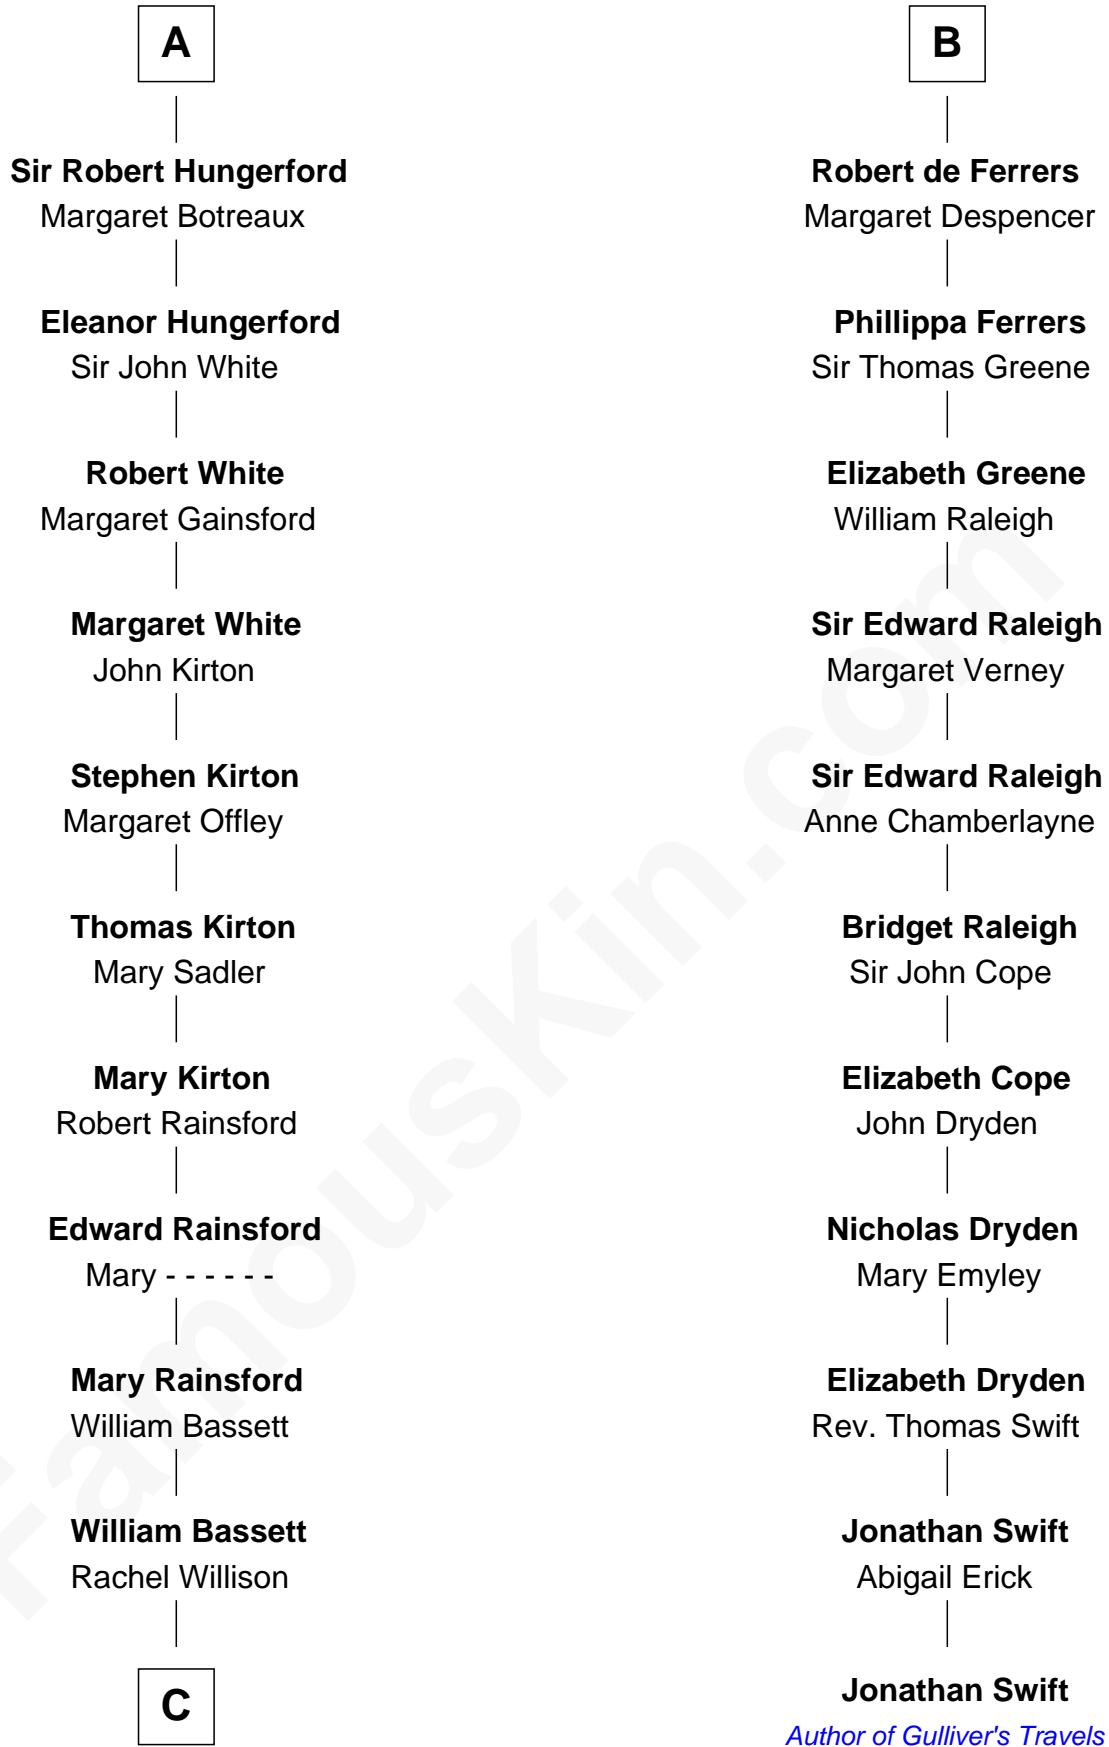 A
Sir Robert Hungerford
Margaret Botreaux
Eleanor Hungerford
Sir John White
Robert White
Margaret Gainsford
Margaret White
John Kirton
Stephen Kirton
Margaret Offley
Thomas Kirton
Mary Sadler
Mary Kirton
Robert Rainsford
Edward Rainsford
Mary - - - - - -
Mary Rainsford
William Bassett
William Bassett
Rachel Willison
C
B
Robert de Ferrers
Margaret Despencer
Phillippa Ferrers
Sir Thomas Greene
Elizabeth Greene
William Raleigh
Sir Edward Raleigh
Margaret Verney
Sir Edward Raleigh
Anne Chamberlayne
Bridget Raleigh
Sir John Cope
Elizabeth Cope
John Dryden
Nicholas Dryden
Mary Emyley
Elizabeth Dryden
Rev. Thomas Swift
Jonathan Swift
Abigail Erick
Jonathan Swift
Author of Gulliver's Travels
FamousKin.com